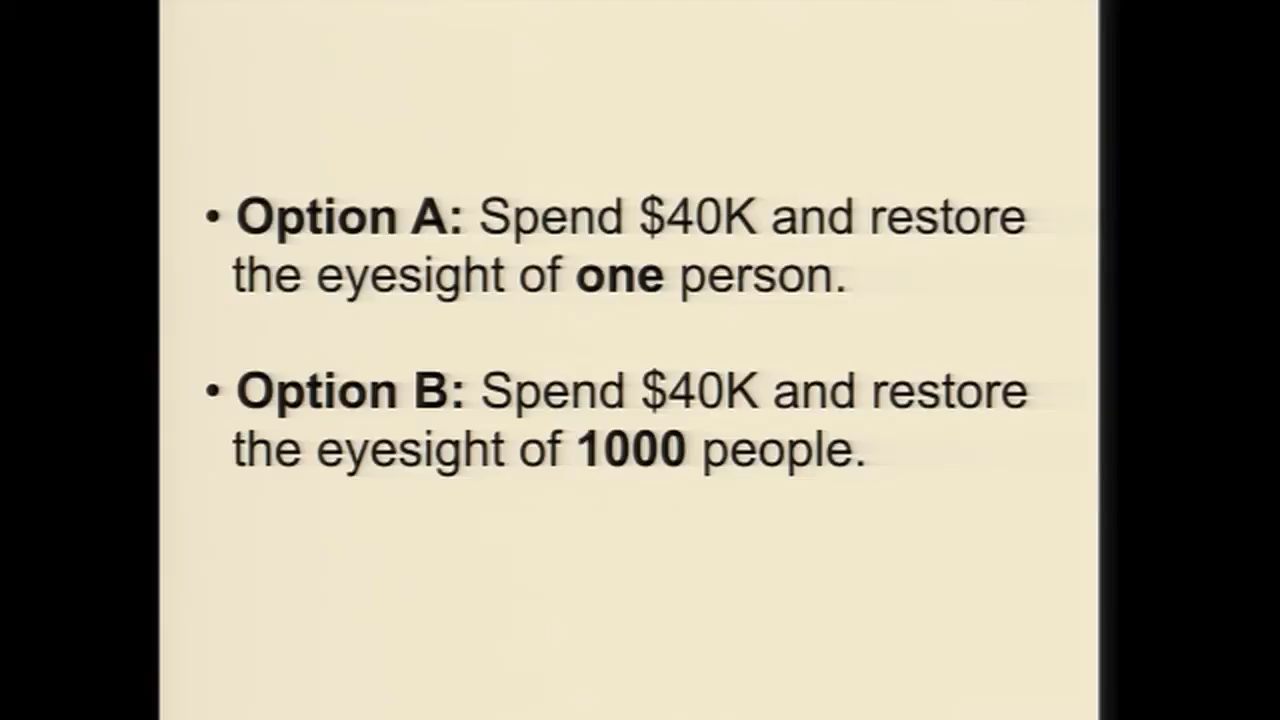 • Option A: Spend $40K and restore
the eyesight of one person.
• Option B: Spend $40K and restore
the eyesight of 1000 people.